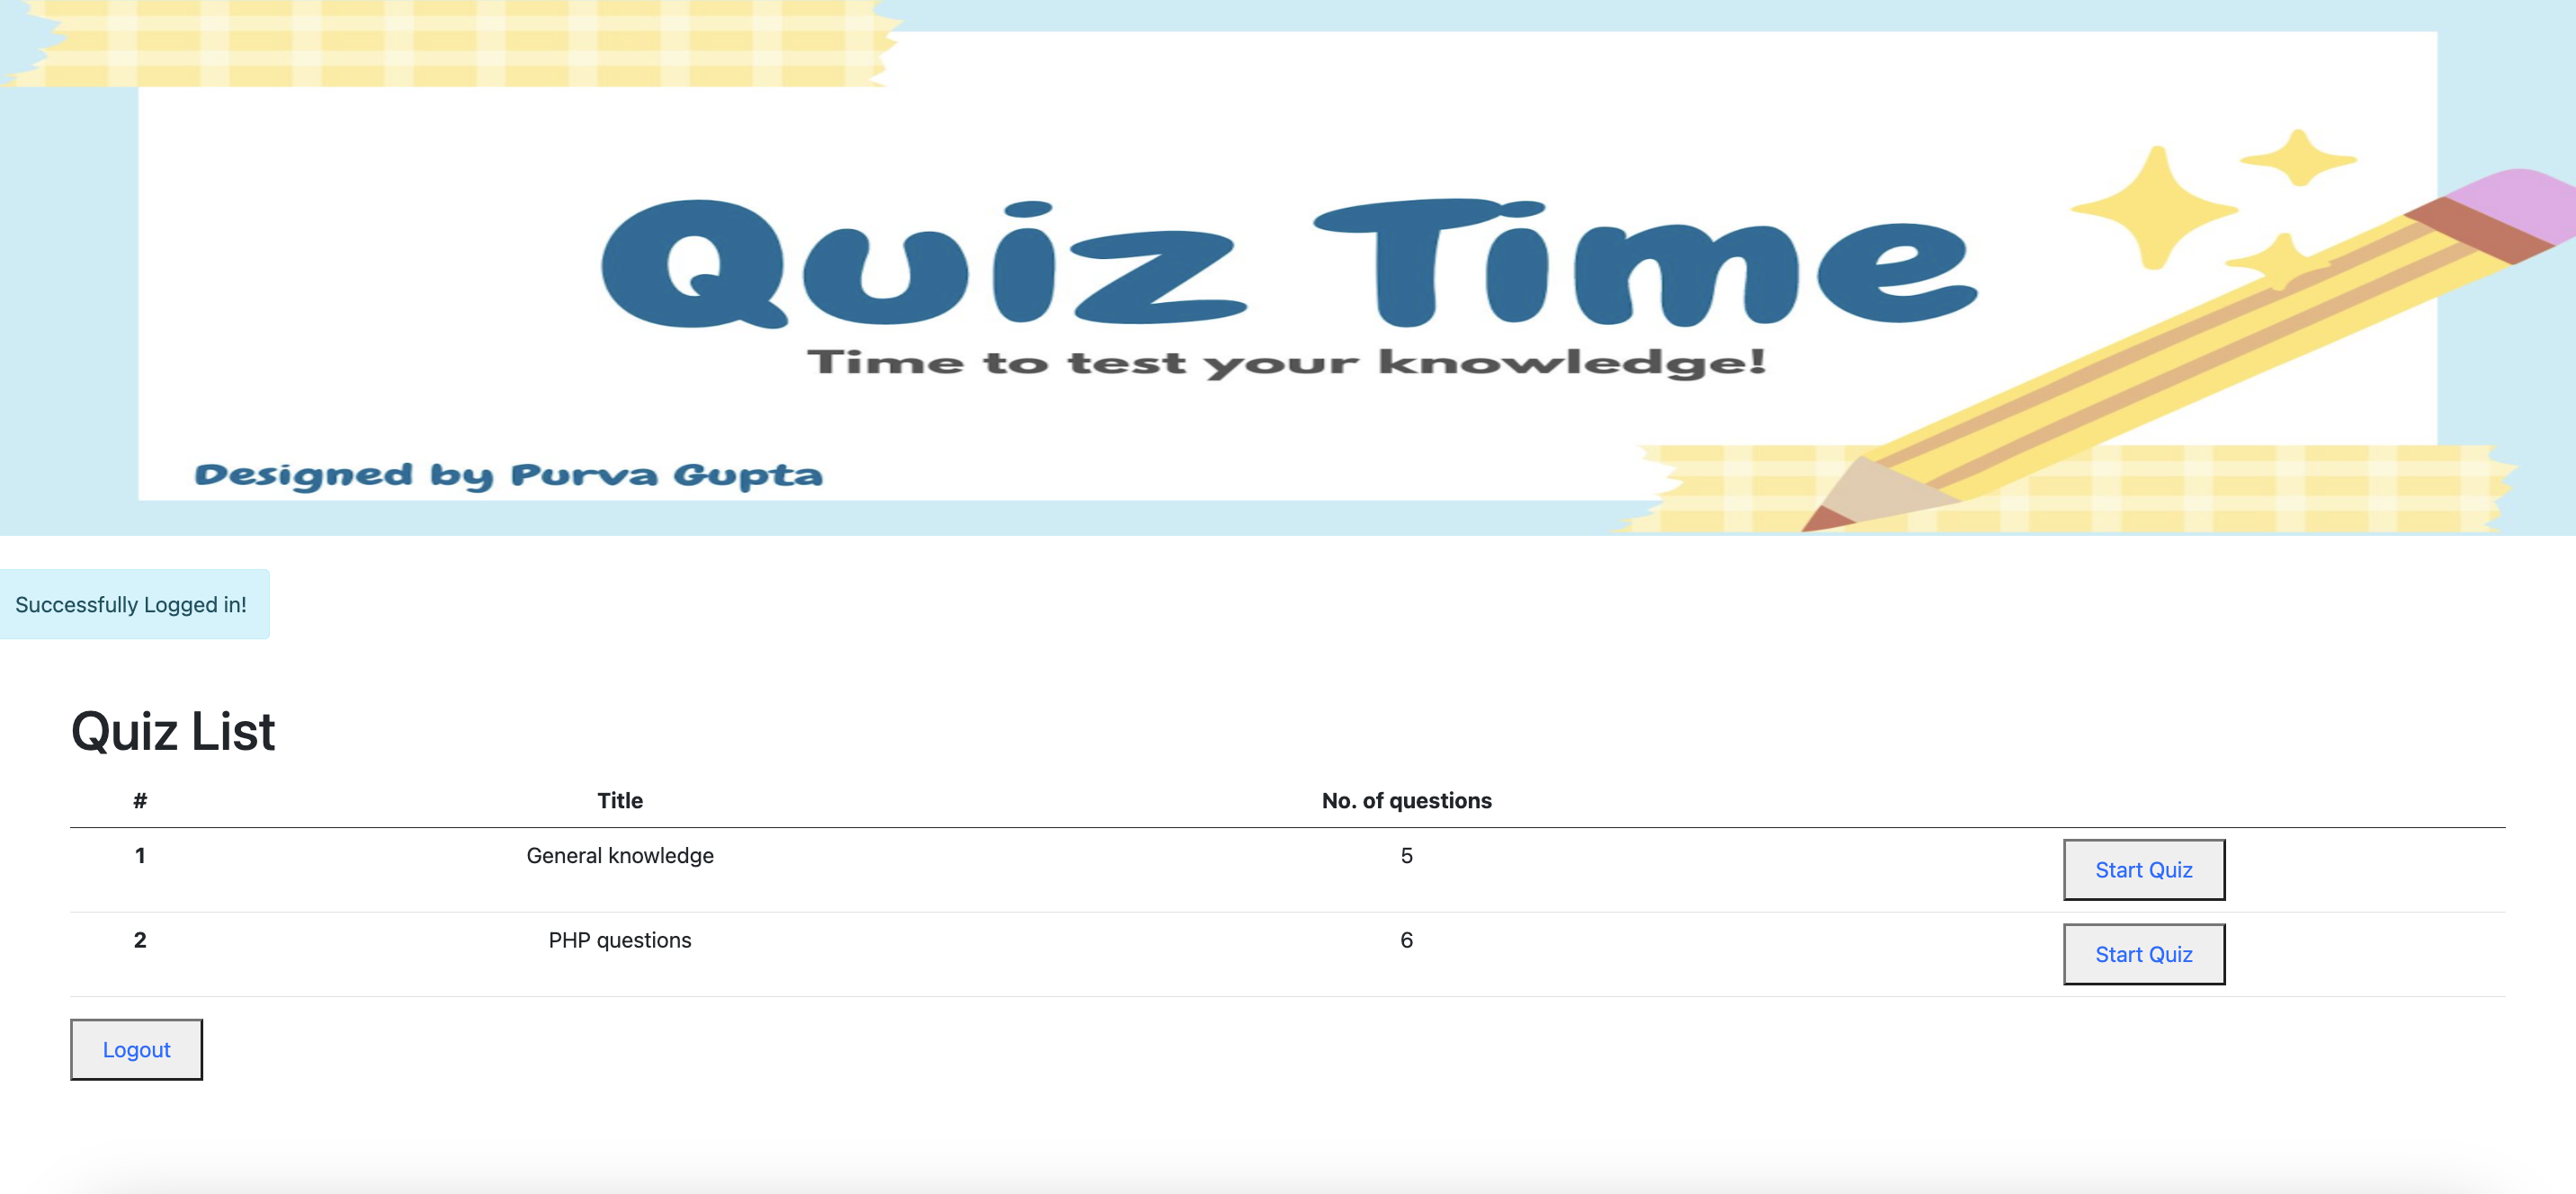 Quiz Time
Time to test your knowledge!
Designed by Purva Gupta
Successfully Logged in!
Quiz List
# Title No. of questions
1 General knowledge 5 Start Quiz
2 PHP questions 6 Start Quiz
Logout